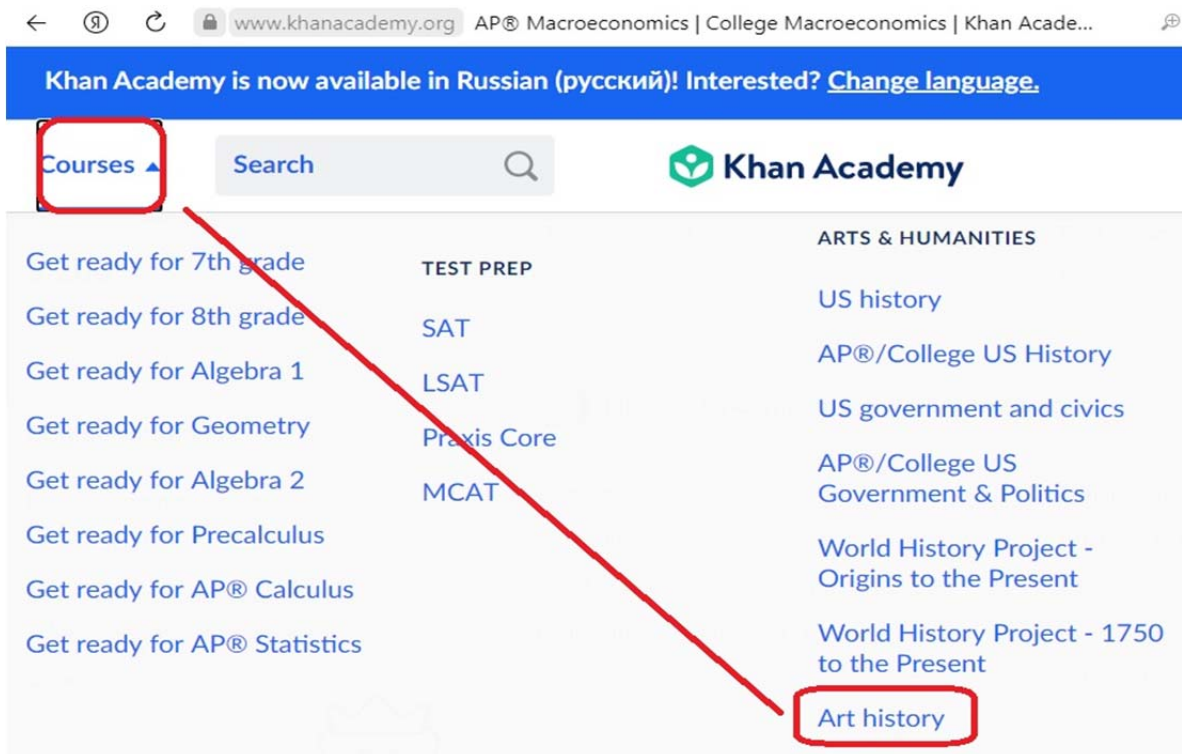 Я www.khanacademy.org AP® Macroeconomics | College Macroeconomics | Khan Acade...
Khan Academy is now available in Russian (русский)! Interested? Change language.
Courses
Search
Khan Academy
Get ready for 7th grade
Get ready for 8th grade
Get ready for Algebra 1
Get ready for Geometry
Get ready for Algebra 2
Get ready for Precalculus
Get ready for AP® Calculus
Get ready for AP® Statistics
TEST PREP
SAT
LSAT
Praxis Core
MCAT
ARTS & HUMANITIES
US history
AP®/College US History
US government and civics
AP®/College US
Government & Politics
World History Project -
Origins to the Present
World History Project - 1750
to the Present
Art history